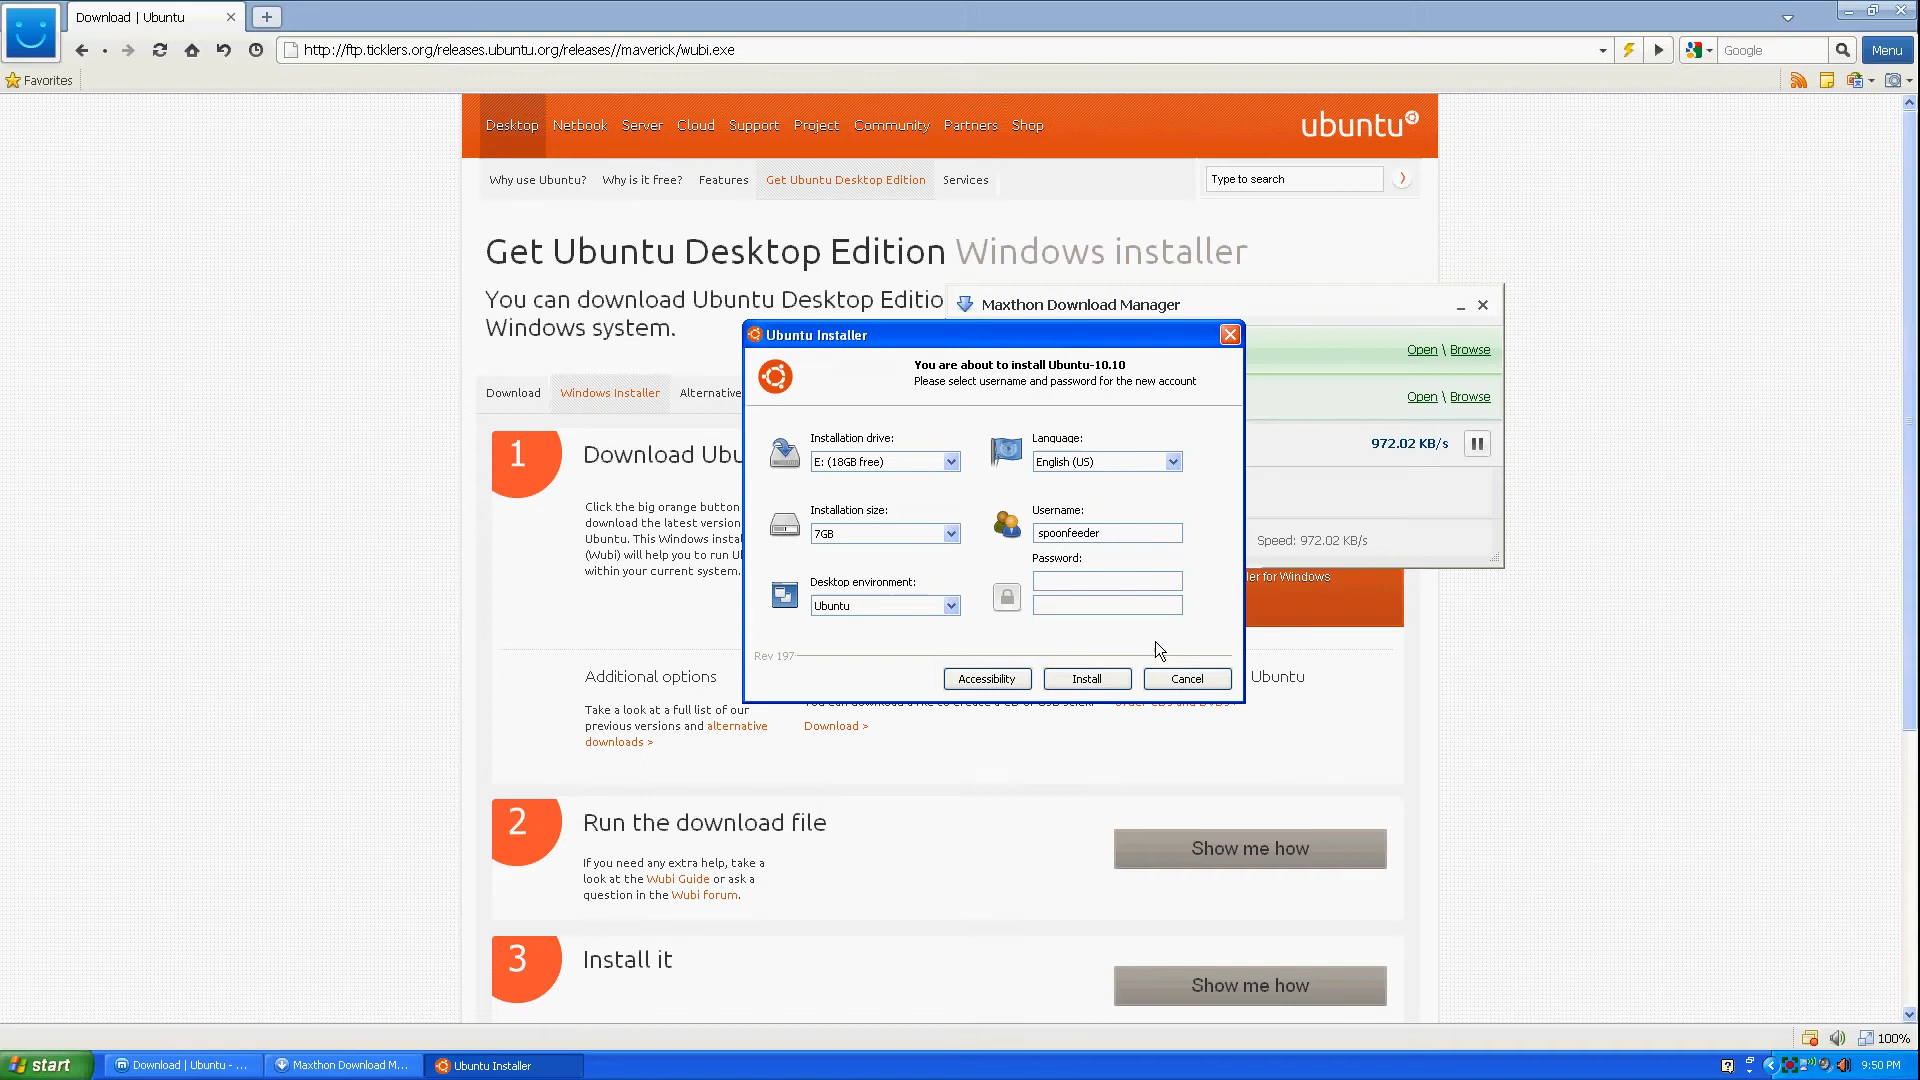 Download | Ubuntu
http://ftp.ticklers.org/releases.ubuntu.org/releases//maverick/wubi.exe
Google
Menu
Favorites
Desktop Netbook Server Cloud Support Project Community Partners Shop
ubuntu
Why use Ubuntu? Why is it free? Features Get Ubuntu Desktop Edition Services
Type to search
Get Ubuntu Desktop Edition Windows installer
You can download Ubuntu Desktop Editio
Windows system.
Maxthon Download Manager
Open \ Browse
Open \ Browse
972.02 KB/s
Speed: 972.02 KB/s
Download Windows Installer Alternative
Ubuntu Installer
You are about to install Ubuntu-10.10
Please select username and password for the new account
Installation drive:
E: (18GB free)
Language:
English (US)
Installation size:
7GB
Username:
spoonfeeder
Password:
Desktop environment:
Ubuntu
Rev 197
Accessibility
Install
Cancel
1
Download Ubu
Click the big orange button
download the latest version
Ubuntu. This Windows instal
(Wubi) will help you to run U
within your current system.
ler for Windows
Additional options
Take a look at a full list of our
previous versions and alternative
downloads >
Download >
Ubuntu
2
Run the download file
If you need any extra help, take a
look at the Wubi Guide or ask a
question in the Wubi forum.
Show me how
3
Install it
Show me how
100%
start
Download | Ubuntu - ...
Maxthon Download M...
Ubuntu Installer
9:50 PM